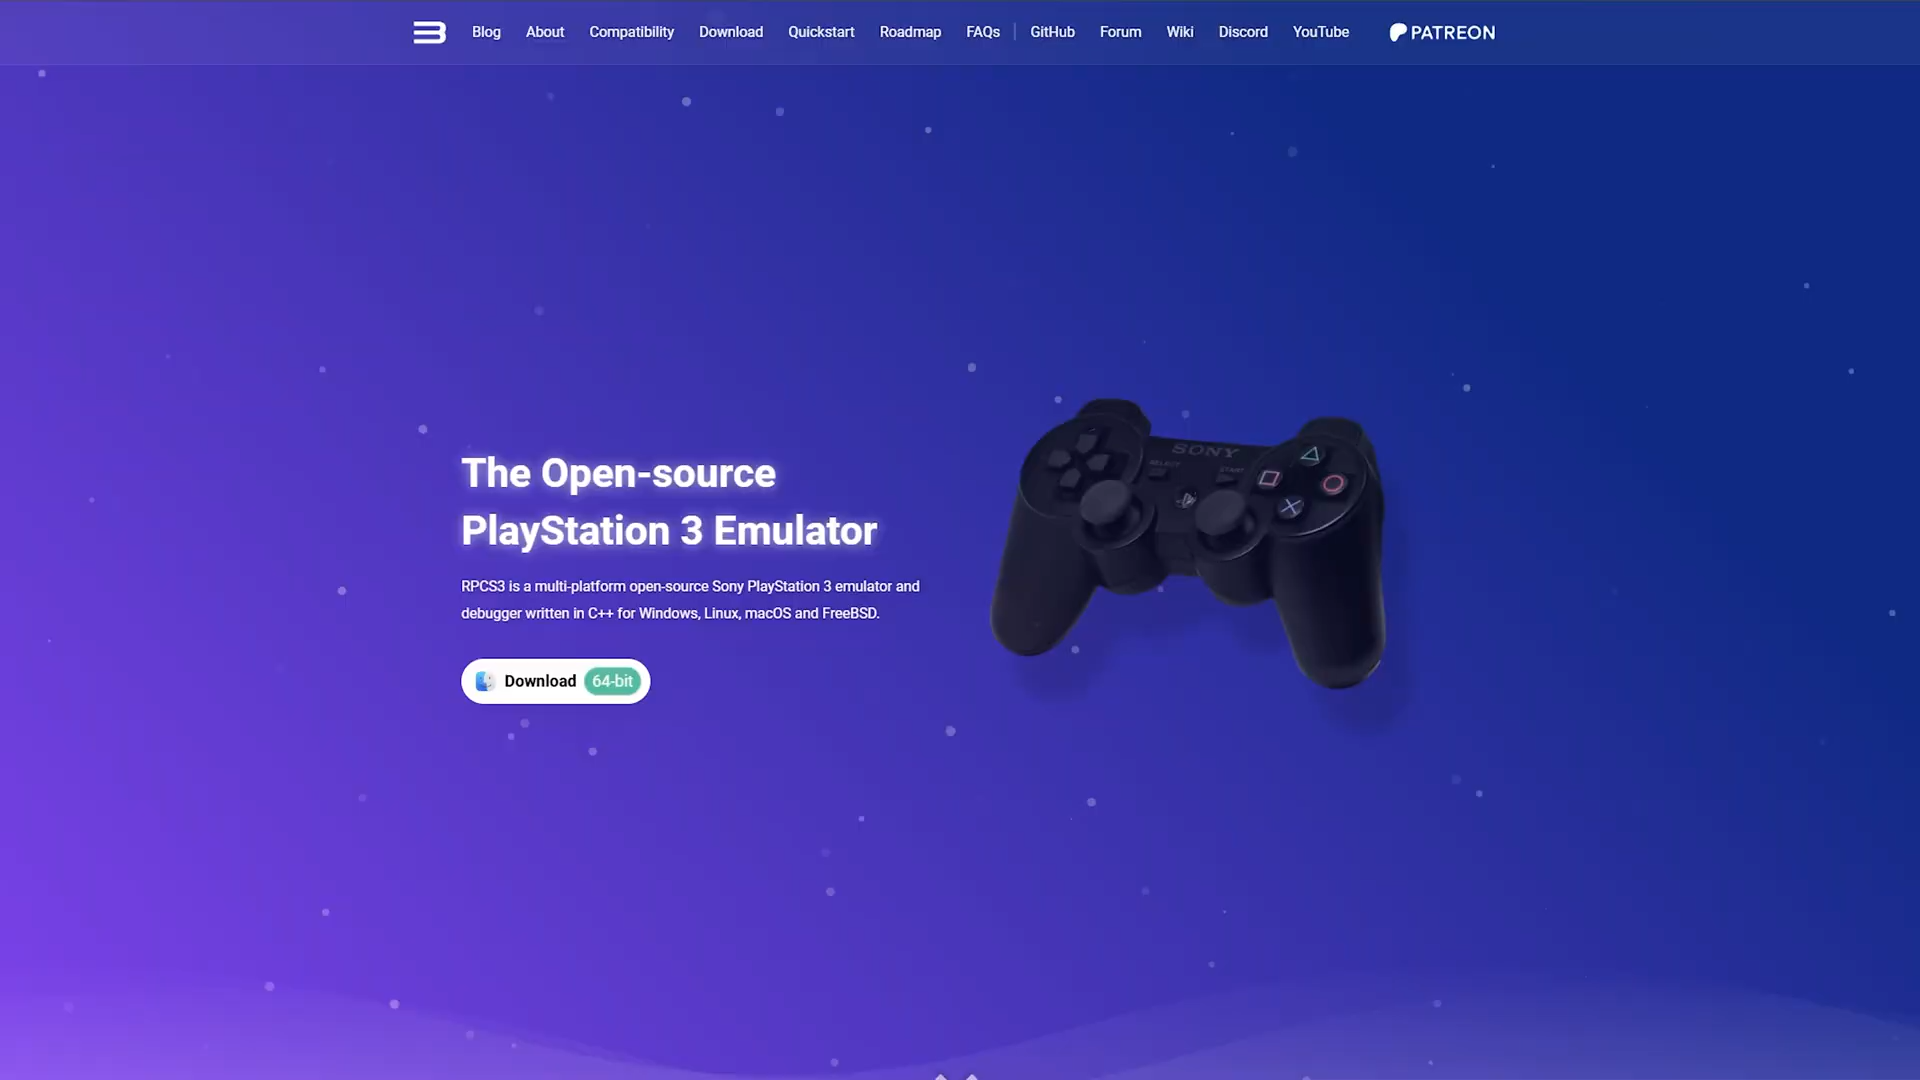 Blog About Compatibility Download Quickstart Roadmap FAQs GitHub Forum Wiki Discord YouTube PATREON
SONY
SELECT START
The Open-source
PlayStation 3 Emulator
RPCS3 is a multi-platform open-source Sony PlayStation 3 emulator and
debugger written in C++ for Windows, Linux, macOS and FreeBSD.
Download 64-bit